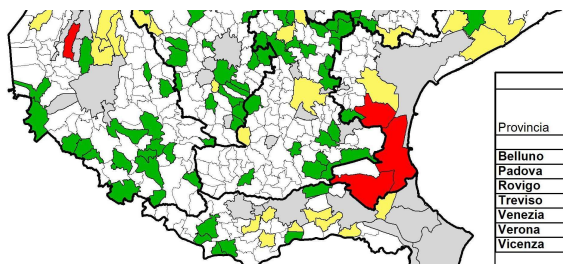 Provincia
Belluno
Padova
Rovigo
Treviso
Venezia
Verona
Vicenza